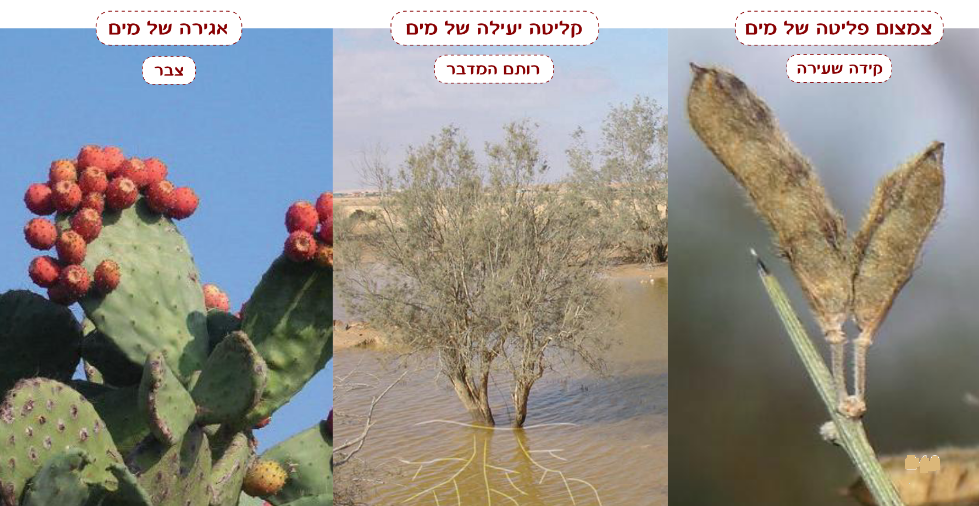 צמצום פליטה של מים
קידה שעירה
קליטה יעילה של מים
רותם המדבר
אגירה של מים
צבר